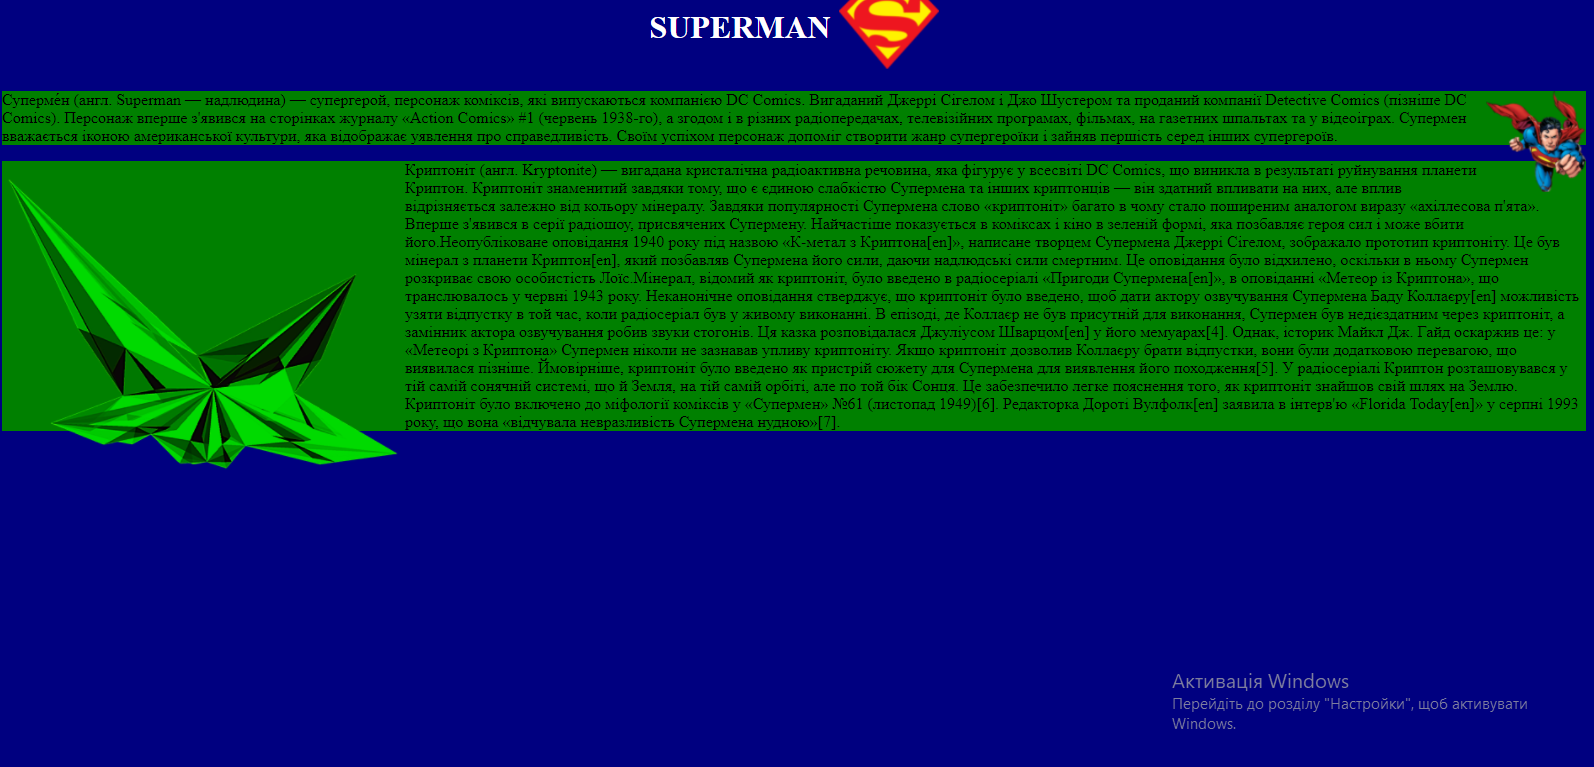 SUPERMAN
Суперме́н (англ. Superman — надлюдина) — супергерой, персонаж коміксів, які випускаються компанією DC Comics. Вигаданий Джеррі Сігелом і Джо Шустером та проданий компанії Detective Comics (пізніше DC
Comics). Персонаж вперше з'явився на сторінках журналу «Action Comics» #1 (червень 1938-го), а згодом і в різних радіопередачах, телевізійних програмах, фільмах, на газетних шпальтах та у відеоіграх. Супермен
вважається іконою американської культури, яка відображає уявлення про справедливість. Своїм успіхом персонаж допоміг створити жанр супергероїки і зайняв першість серед інших супергероїв.
Криптоніт (англ. Kryptonite) — вигадана кристалічна радіоактивна речовина, яка фігурує у всесвіті DC Comics, що виникла в результаті руйнування планети
Криптон. Криптоніт знаменитий завдяки тому, що є єдиною слабкістю Супермена та інших криптонців — він здатний впливати на них, але вплив
відрізняється залежно від кольору мінералу. Завдяки популярності Супермена слово «криптоніт» багато в чому стало поширеним аналогом виразу «ахіллесова п'ята».
Вперше з'явився в серії радіошоу, присвячених Супермену. Найчастіше показується в коміксах і кіно в зеленій формі, яка позбавляє героя сил і може вбити
його.Неопубліковане оповідання 1940 року під назвою «К-метал з Криптона[en]», написане творцем Супермена Джеррі Сігелом, зображало прототип криптоніту. Це був
мінерал з планети Криптон[en], який позбавляв Супермена його сили, даючи надлюдські сили смертним. Це оповідання було відхилено, оскільки в ньому Супермен
розкриває свою особистість Лоїс Мінерал, відомий як криптоніт, було введено в радіосеріалі «Пригоди Супермена[en]», в оповіданні «Метеор із Криптона», що
транслювалось у червні 1943 року. Неканонічне оповідання стверджує, що криптоніт було введено, щоб дати актору озвучування Супермена Баду Коллаєру[en] можливість
узяти відпустку в той час, коли радіосеріал був у живому виконанні. В епізоді, де Коллаєр не був присутній для виконання, Супермен був недієздатним через криптоніт, а
замінник актора озвучування робив звуки стогонів. Ця казка розповідалася Джуліусом Шварцом[en] у його мемуарах[4]. Однак, історик Майкл Дж. Гайд оскаржив це: у
«Метеорі з Криптона» Супермен ніколи не зазнавав упливу криптоніту. Якщо криптоніт дозволив Коллаєру брати відпустки, вони були додатковою перевагою, що
виявилася пізніше. Ймовірніше, криптоніт було введено як пристрій сюжету для Супермена для виявлення його походження[5]. У радіосеріалі Криптон розташовувався у
тій самій сонячній системі, що й Земля, на тій самій орбіті, але по той бік Сонця. Це забезпечило легке пояснення того, як криптоніт знайшов свій шлях на Землю.
Криптоніт було включено до міфології коміксів у «Супермен» №61 (листопад 1949)[6]. Редакторка Дороті Вулфолк[en] заявила в інтерв'ю «Florida Today[en]» у серпні 1993
року, що вона «відчувала невразливість Супермена нудною»[7].
Активація Windows
Перейдіть до розділу "Настройки", щоб активувати
Windows.